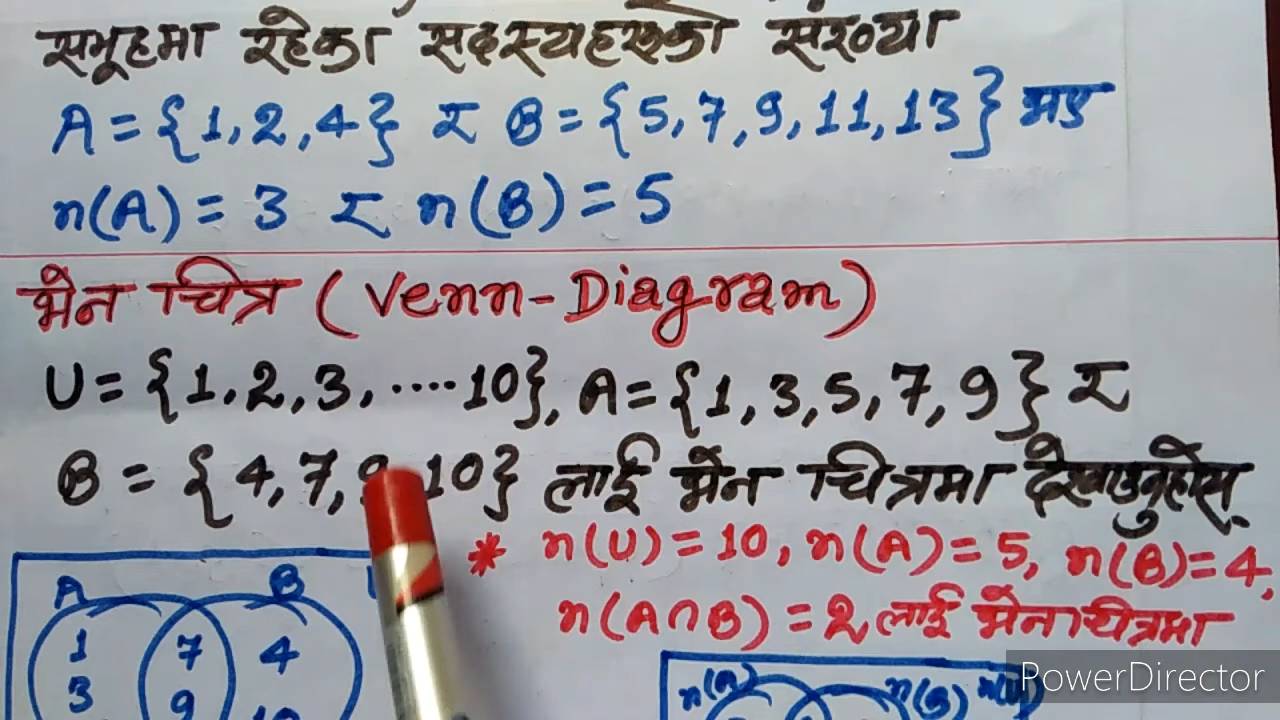 समूहमा रहेका सदस्यहरूको संख्या
A = {1, 2, 4} र B = {5, 7, 9, 11, 13} भए
n(A) = 3 र n(B) = 5
भेन चित्र (Venn-Diagram)
U = {1, 2, 3, ....10}, A = {1, 3, 5, 7, 9} र
B = {4, 7, 9, 10} लाई भेन चित्रमा देखाउनुहोस्
* n(U) = 10, n(A) = 5, n(B) = 4,
n(A∩B) = 2 लाई भेन चित्रमा
A B
1 7 4
3 9 10
n(A) n(B) n(U)
PowerDirector